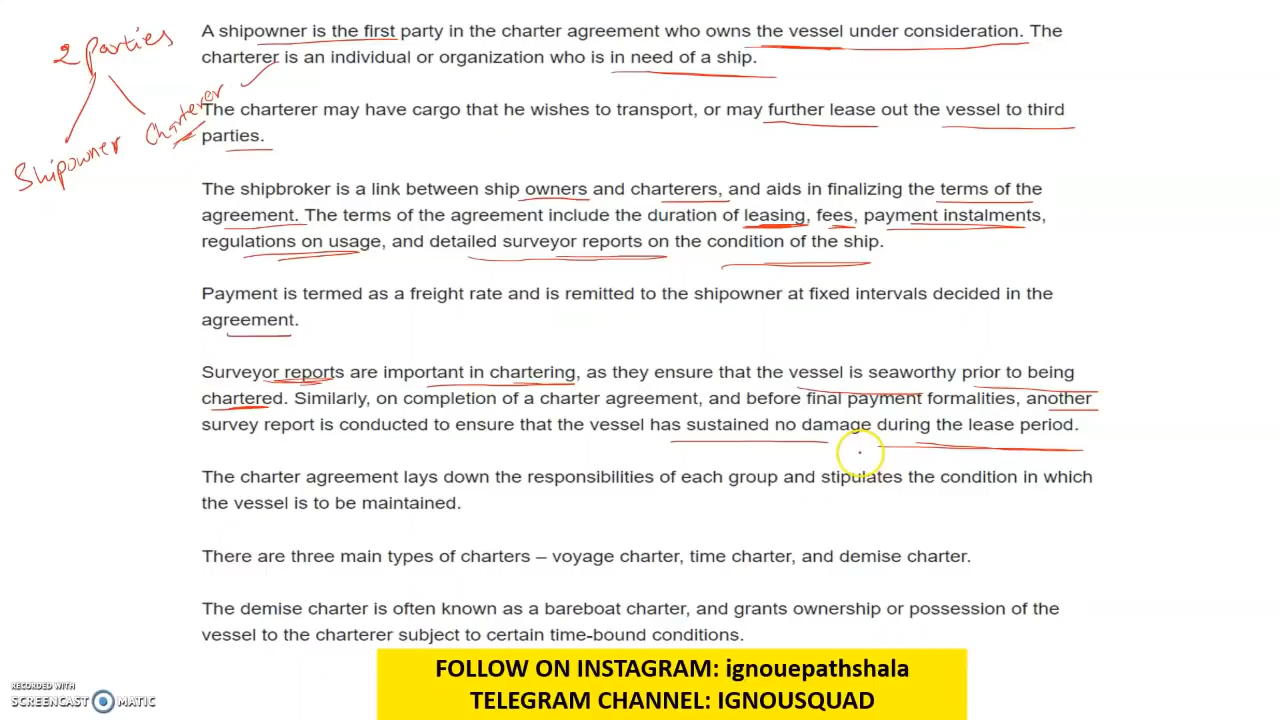 2 Parties
Shipowner
Charterer
A shipowner is the first party in the charter agreement who owns the vessel under consideration. The
charterer is an individual or organization who is in need of a ship.
The charterer may have cargo that he wishes to transport, or may further lease out the vessel to third
parties.
The shipbroker is a link between ship owners and charterers, and aids in finalizing the terms of the
agreement. The terms of the agreement include the duration of leasing, fees, payment instalments,
regulations on usage, and detailed surveyor reports on the condition of the ship.
Payment is termed as a freight rate and is remitted to the shipowner at fixed intervals decided in the
agreement.
Surveyor reports are important in chartering, as they ensure that the vessel is seaworthy prior to being
chartered. Similarly, on completion of a charter agreement, and before final payment formalities, another
survey report is conducted to ensure that the vessel has sustained no damage during the lease period.
The charter agreement lays down the responsibilities of each group and stipulates the condition in which
the vessel is to be maintained.
There are three main types of charters – voyage charter, time charter, and demise charter.
The demise charter is often known as a bareboat charter, and grants ownership or possession of the
vessel to the charterer subject to certain time-bound conditions.
FOLLOW ON INSTAGRAM: ignouepathshala
TELEGRAM CHANNEL: IGNOUSQUAD
RECORDED WITH
SCREENCAST MATIC